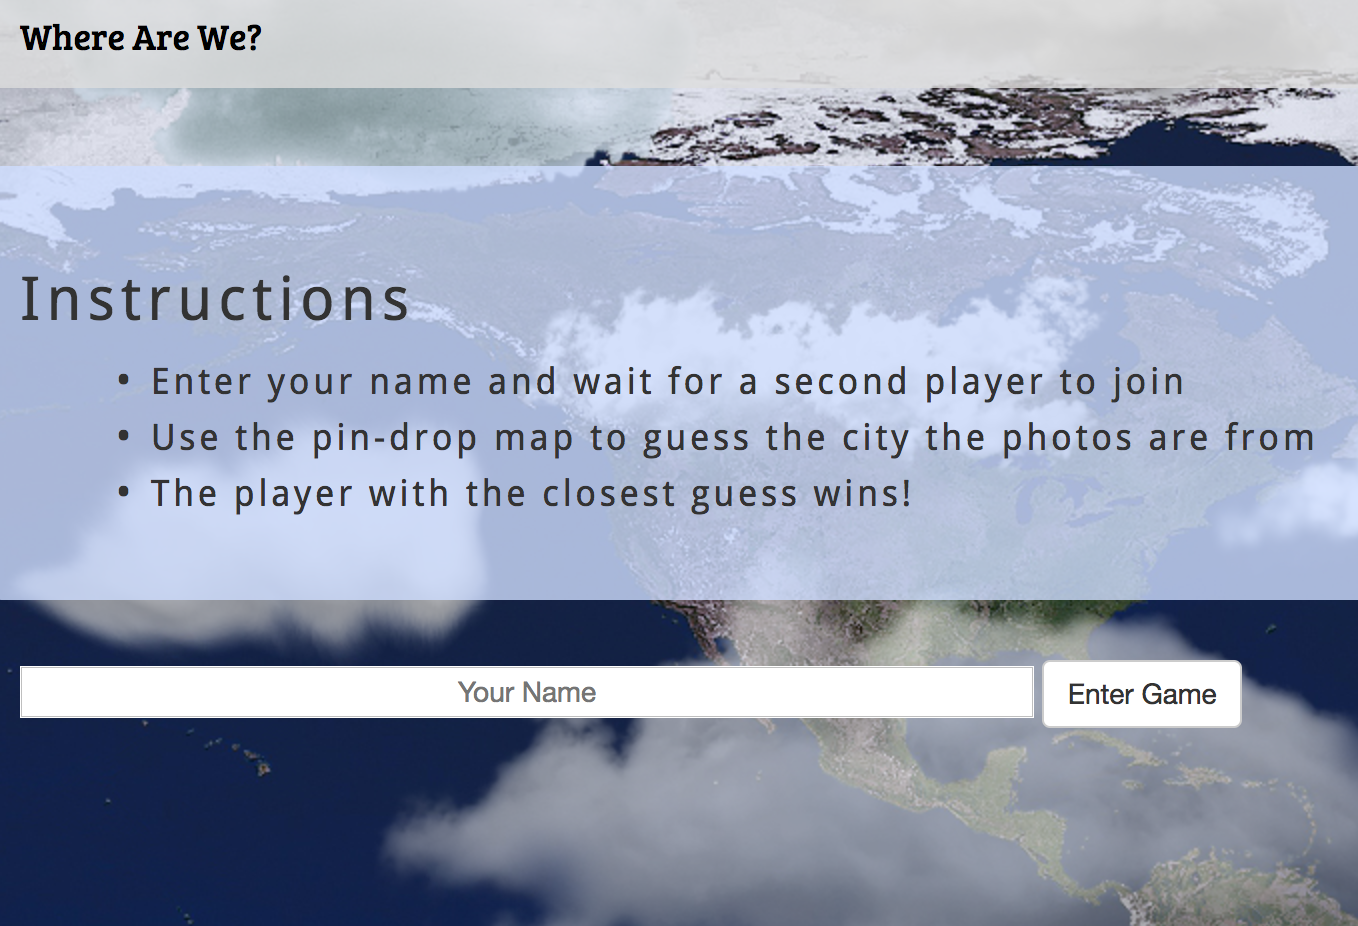 Where Are We?
Instructions
• Enter your name and wait for a second player to join
• Use the pin-drop map to guess the city the photos are from
• The player with the closest guess wins!
Your Name
Enter Game